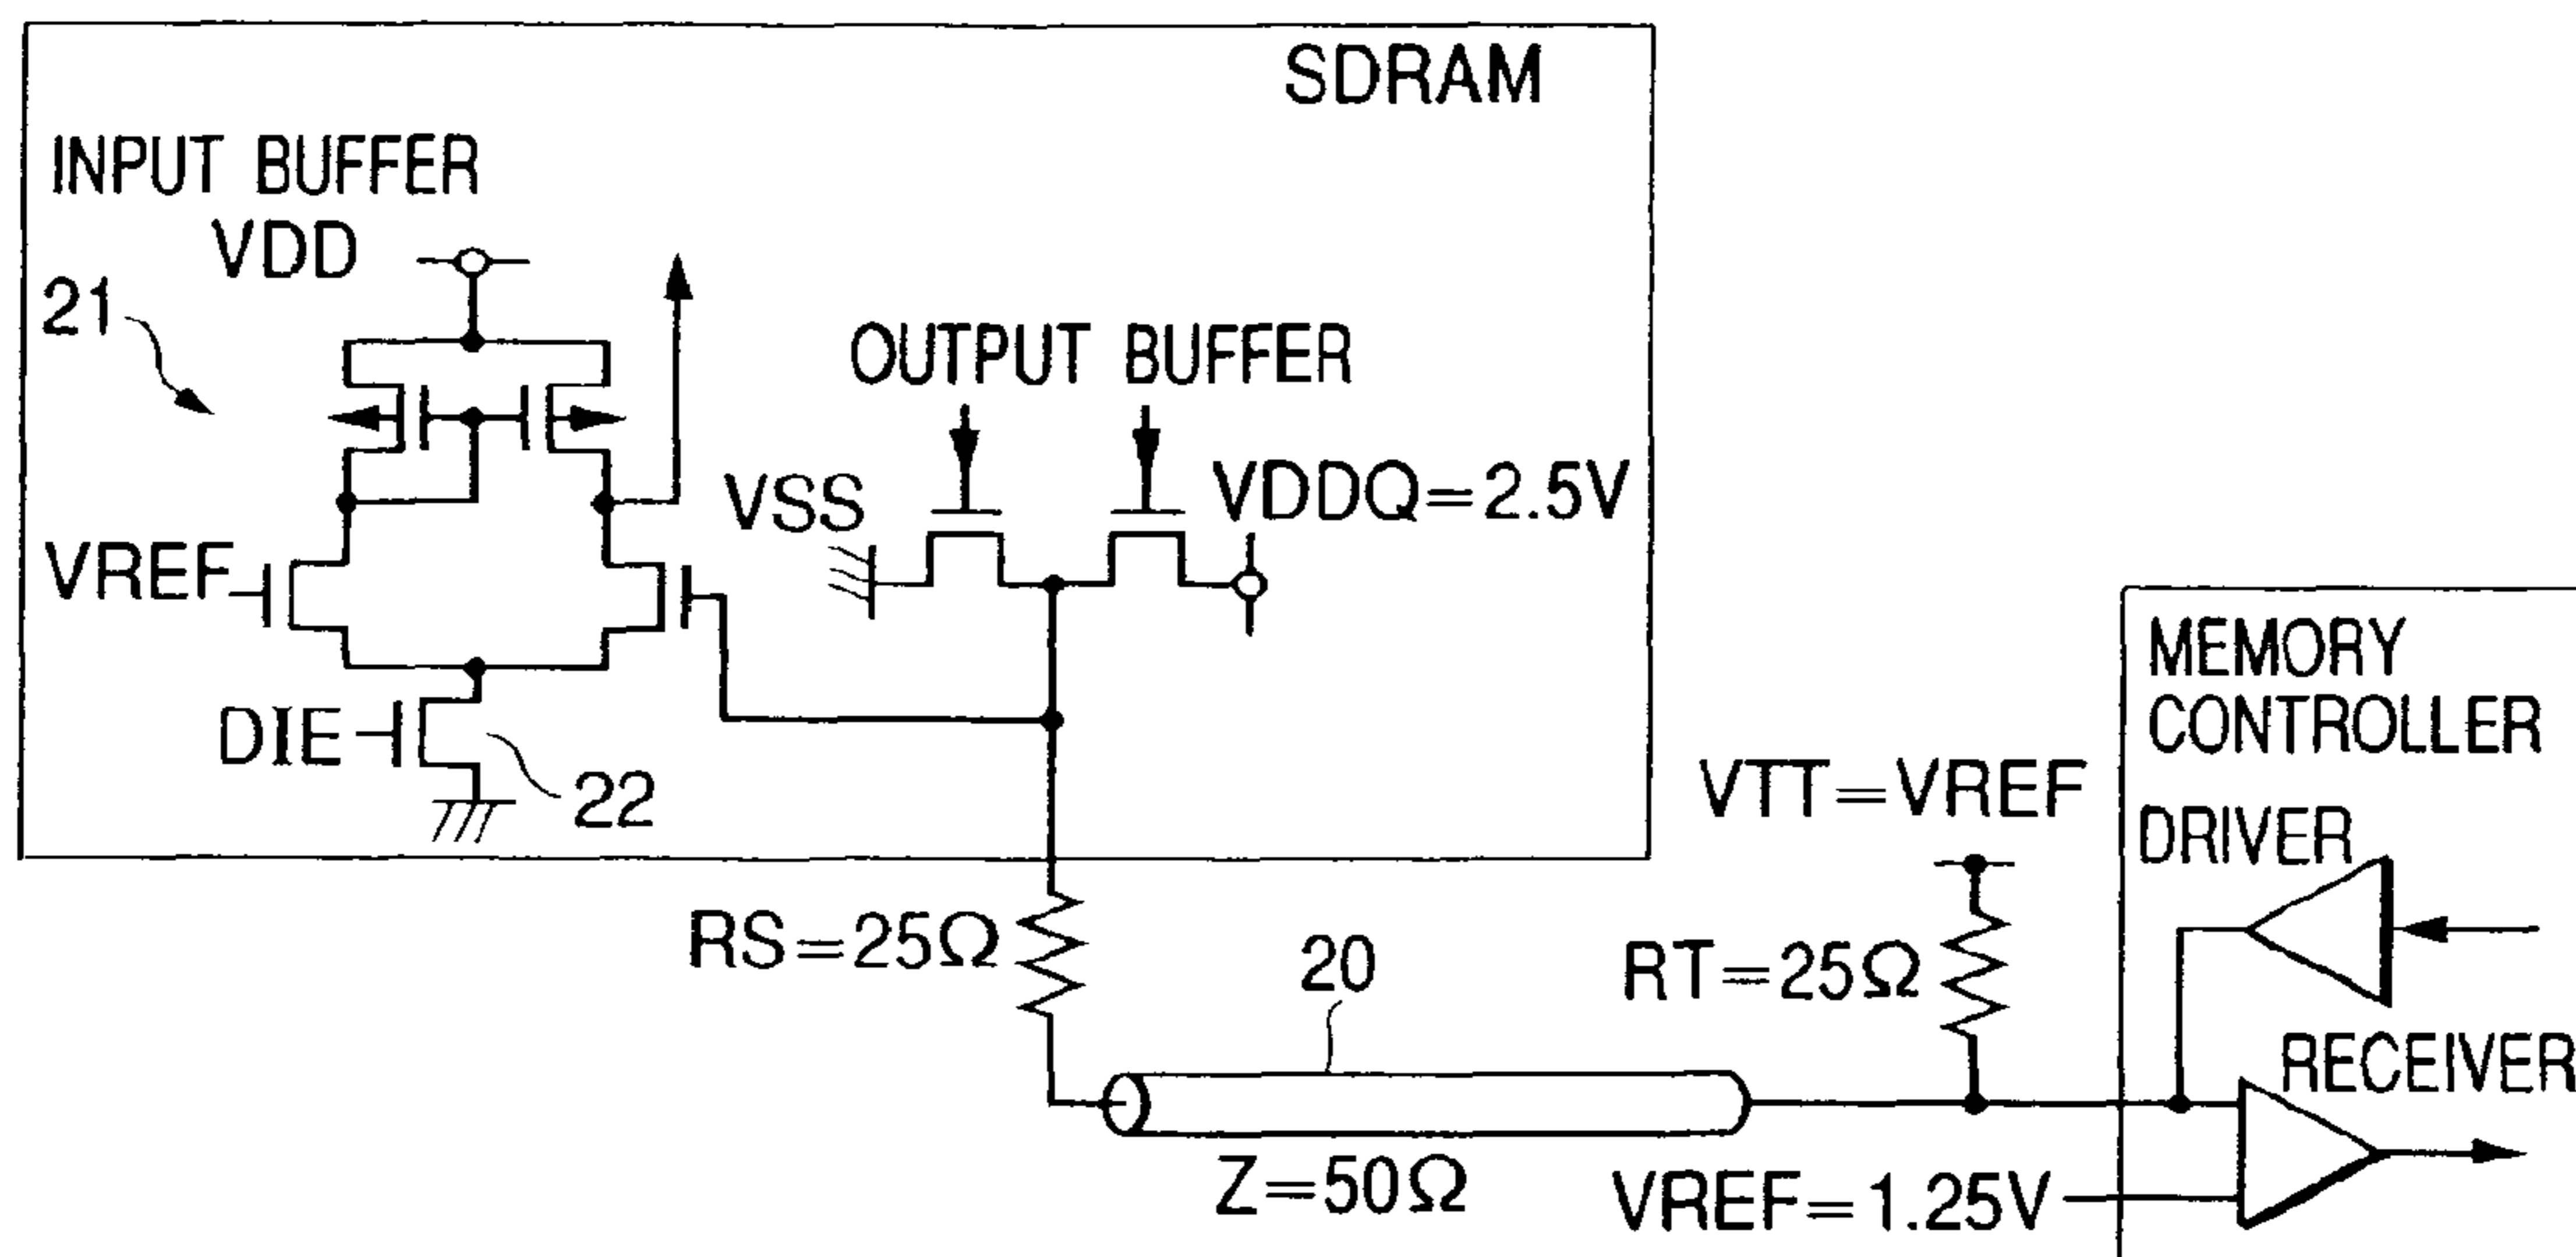 SDRAM
INPUT BUFFER
VDD
21
OUTPUT BUFFER
VSS
VDDQ=2.5V
VREF
DIE
22
MEMORY
CONTROLLER
VTT=VREF
DRIVER
RS=25Ω
20
RT=25Ω
RECEIVER
Z=50Ω
VREF=1.25V